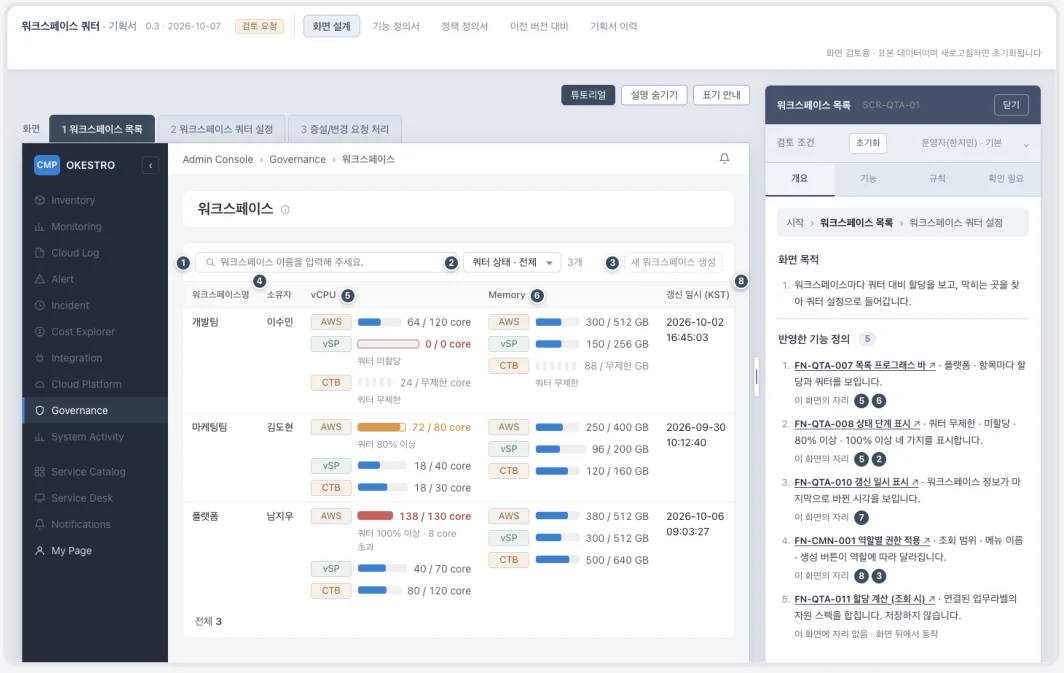 워크스페이스 쿼터 · 기획서 0.3 · 2026-10-07 검토 요청 화면 설계 기능 정의서 정책 정의서 이전 버전 대비 기획서 이력
화면 검토용 · 표본 데이터이며 새로고침하면 초기화됩니다
튜토리얼 설명 숨기기 표기 안내
화면 1 워크스페이스 목록 2 워크스페이스 쿼터 설정 3 증설/변경 요청 처리
CMP OKESTRO ‹
Inventory
Monitoring
Cloud Log
Alert
Incident
Cost Explorer
Integration
Cloud Platform
Governance
System Activity
Service Catalog
Service Desk
Notifications
My Page
Admin Console › Governance › 워크스페이스
워크스페이스
1 워크스페이스 이름을 입력해 주세요. 2 쿼터 상태 · 전체 3개 3 새 워크스페이스 생성
4 8
워크스페이스명 소유자 vCPU 5 Memory 6 갱신 일시 (KST)
개발팀 이수민 AWS 64 / 120 core AWS 300 / 512 GB 2026-10-02
vSP 0 / 0 core vSP 150 / 256 GB 16:45:03
쿼터 미할당 CTB 88 / 무제한 GB
CTB 24 / 무제한 core 쿼터 무제한
쿼터 무제한
마케팅팀 김도현 AWS 72 / 80 core AWS 250 / 400 GB 2026-09-30
쿼터 80% 이상 vSP 96 / 200 GB 10:12:40
vSP 18 / 40 core CTB 120 / 160 GB
CTB 18 / 30 core
플랫폼 남지우 AWS 138 / 130 core AWS 380 / 512 GB 2026-10-06
쿼터 100% 이상 · 8 core vSP 300 / 512 GB 09:03:27
초과 CTB 500 / 640 GB
vSP 40 / 70 core
CTB 80 / 120 core
전체 3
워크스페이스 목록 SCR-QTA-01 닫기
검토 조건 초기화 운영자(한지민) · 기본
개요 기능 규칙 확인 필요
시작 › 워크스페이스 목록 › 워크스페이스 쿼터 설정
화면 목적
1. 워크스페이스마다 쿼터 대비 할당을 보고, 막히는 곳을 찾
아 쿼터 설정으로 들어갑니다.
반영한 기능 정의 5
1. FN-QTA-007 목록 프로그래스 바 ↗ · 플랫폼 · 항목마다 할
당과 쿼터를 보입니다.
이 화면의 자리 5 6
2. FN-QTA-008 상태 단계 표시 ↗ · 쿼터 무제한 · 미할당 ·
80% 이상 · 100% 이상 네 가지를 표시합니다.
이 화면의 자리 5 2
3. FN-QTA-010 갱신 일시 표시 ↗ · 워크스페이스 정보가 마
지막으로 바뀐 시각을 보입니다.
이 화면의 자리 7
4. FN-CMN-001 역할별 권한 적용 ↗ · 조회 범위 · 메뉴 이름
· 생성 버튼이 역할에 따라 달라집니다.
이 화면의 자리 8 3
5. FN-QTA-011 할당 계산 (조회 시) ↗ · 연결된 업무라벨의
자원 스펙을 합칩니다. 저장하지 않습니다.
이 화면에 자리 없음 · 화면 뒤에서 동작